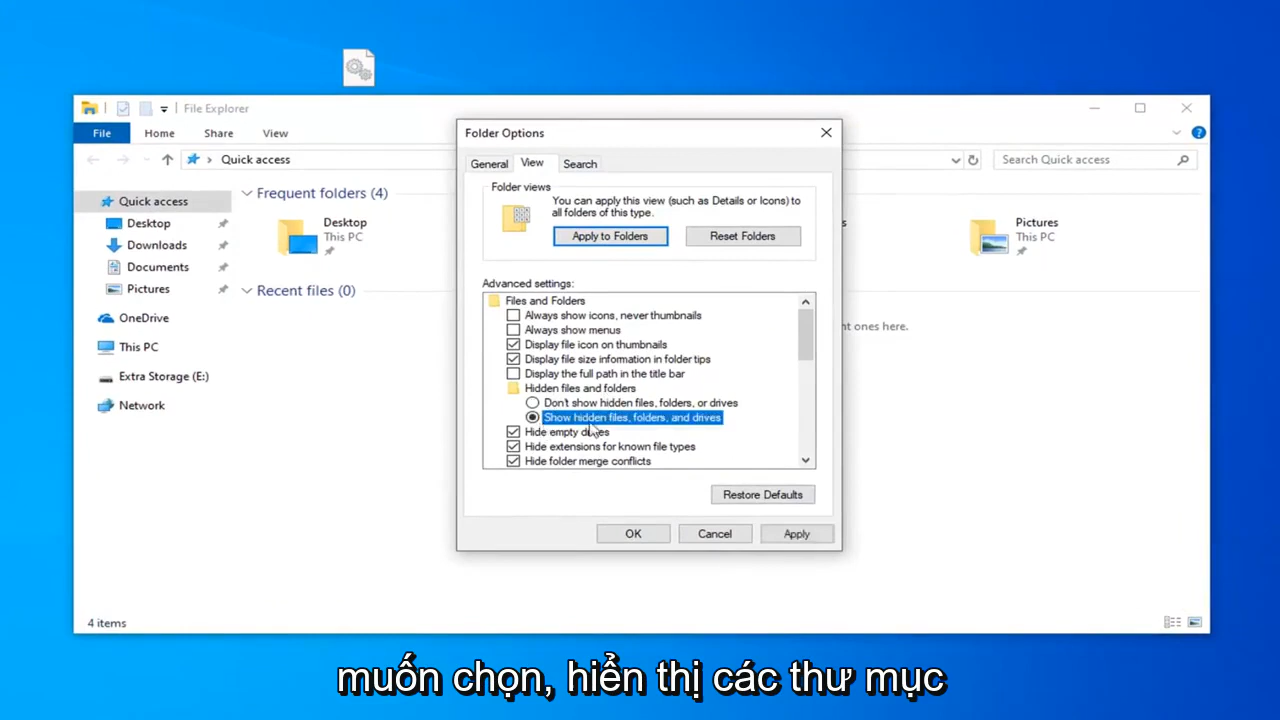 File Explorer
File Home Share View
Quick access
Search Quick access
Quick access
Desktop
Downloads
Documents
Pictures
OneDrive
This PC
Extra Storage (E:)
Network
Frequent folders (4)
Desktop
This PC
Recent files (0)
Pictures
This PC
4 items
Folder Options
General View Search
Folder views
You can apply this view (such as Details or Icons) to
all folders of this type.
Apply to Folders Reset Folders
Advanced settings:
Files and Folders
Always show icons, never thumbnails
Always show menus
Display file icon on thumbnails
Display file size information in folder tips
Display the full path in the title bar
Hidden files and folders
Don't show hidden files, folders, or drives
Show hidden files, folders, and drives
Hide empty drives
Hide extensions for known file types
Hide folder merge conflicts
Restore Defaults
OK Cancel Apply
ones here.
muốn chọn, hiển thị các thư mục